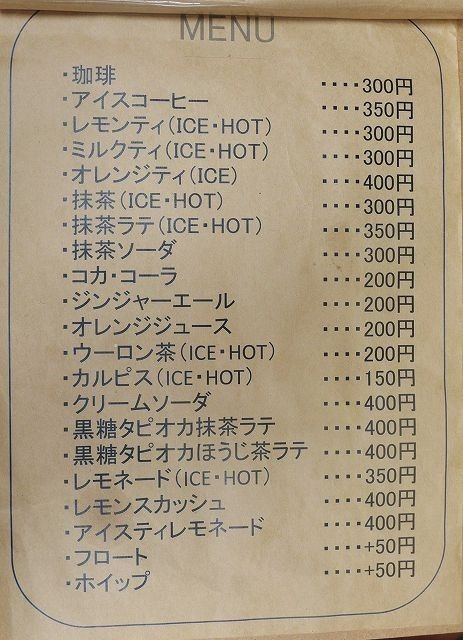 MENU
・珈琲 ････300円
・アイスコーヒー ････350円
・レモンティ（ICE・HOT） ････300円
・ミルクティ（ICE・HOT） ････300円
・オレンジティ（ICE） ････400円
・抹茶（ICE・HOT） ････300円
・抹茶ラテ（ICE・HOT） ････350円
・抹茶ソーダ ････300円
・コカ・コーラ ････200円
・ジンジャーエール ････200円
・オレンジジュース ････200円
・ウーロン茶（ICE・HOT） ････200円
・カルピス（ICE・HOT） ････150円
・クリームソーダ ････400円
・黒糖タピオカ抹茶ラテ ････400円
・黒糖タピオカほうじ茶ラテ ････400円
・レモネード（ICE・HOT） ････350円
・レモンスカッシュ ････400円
・アイスティレモネード ････400円
・フロート ････+50円
・ホイップ ････+50円